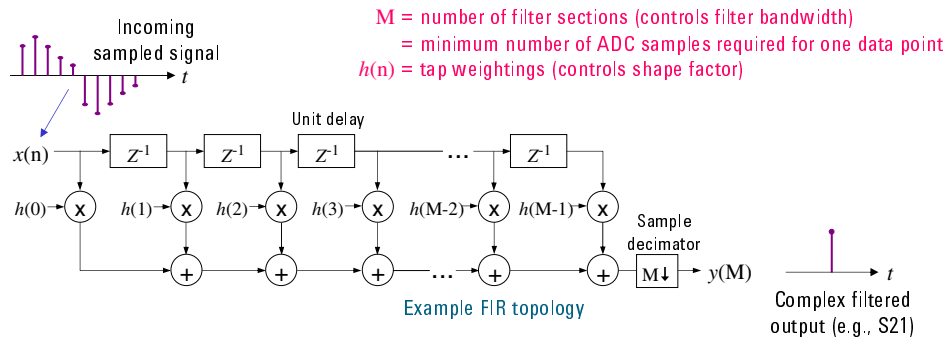 M = number of filter sections (controls filter bandwidth)
= minimum number of ADC samples required for one data point
h(n) = tap weightings (controls shape factor)
Incoming
sampled signal
t
Unit delay
x(n) Z⁻¹ Z⁻¹ Z⁻¹ ... Z⁻¹
h(0) x h(1) x h(2) x h(3) x h(M-2) x h(M-1) x
Sample
decimator
+ + + ... + + M↓ y(M)
t
Example FIR topology
Complex filtered
output (e.g., S21)